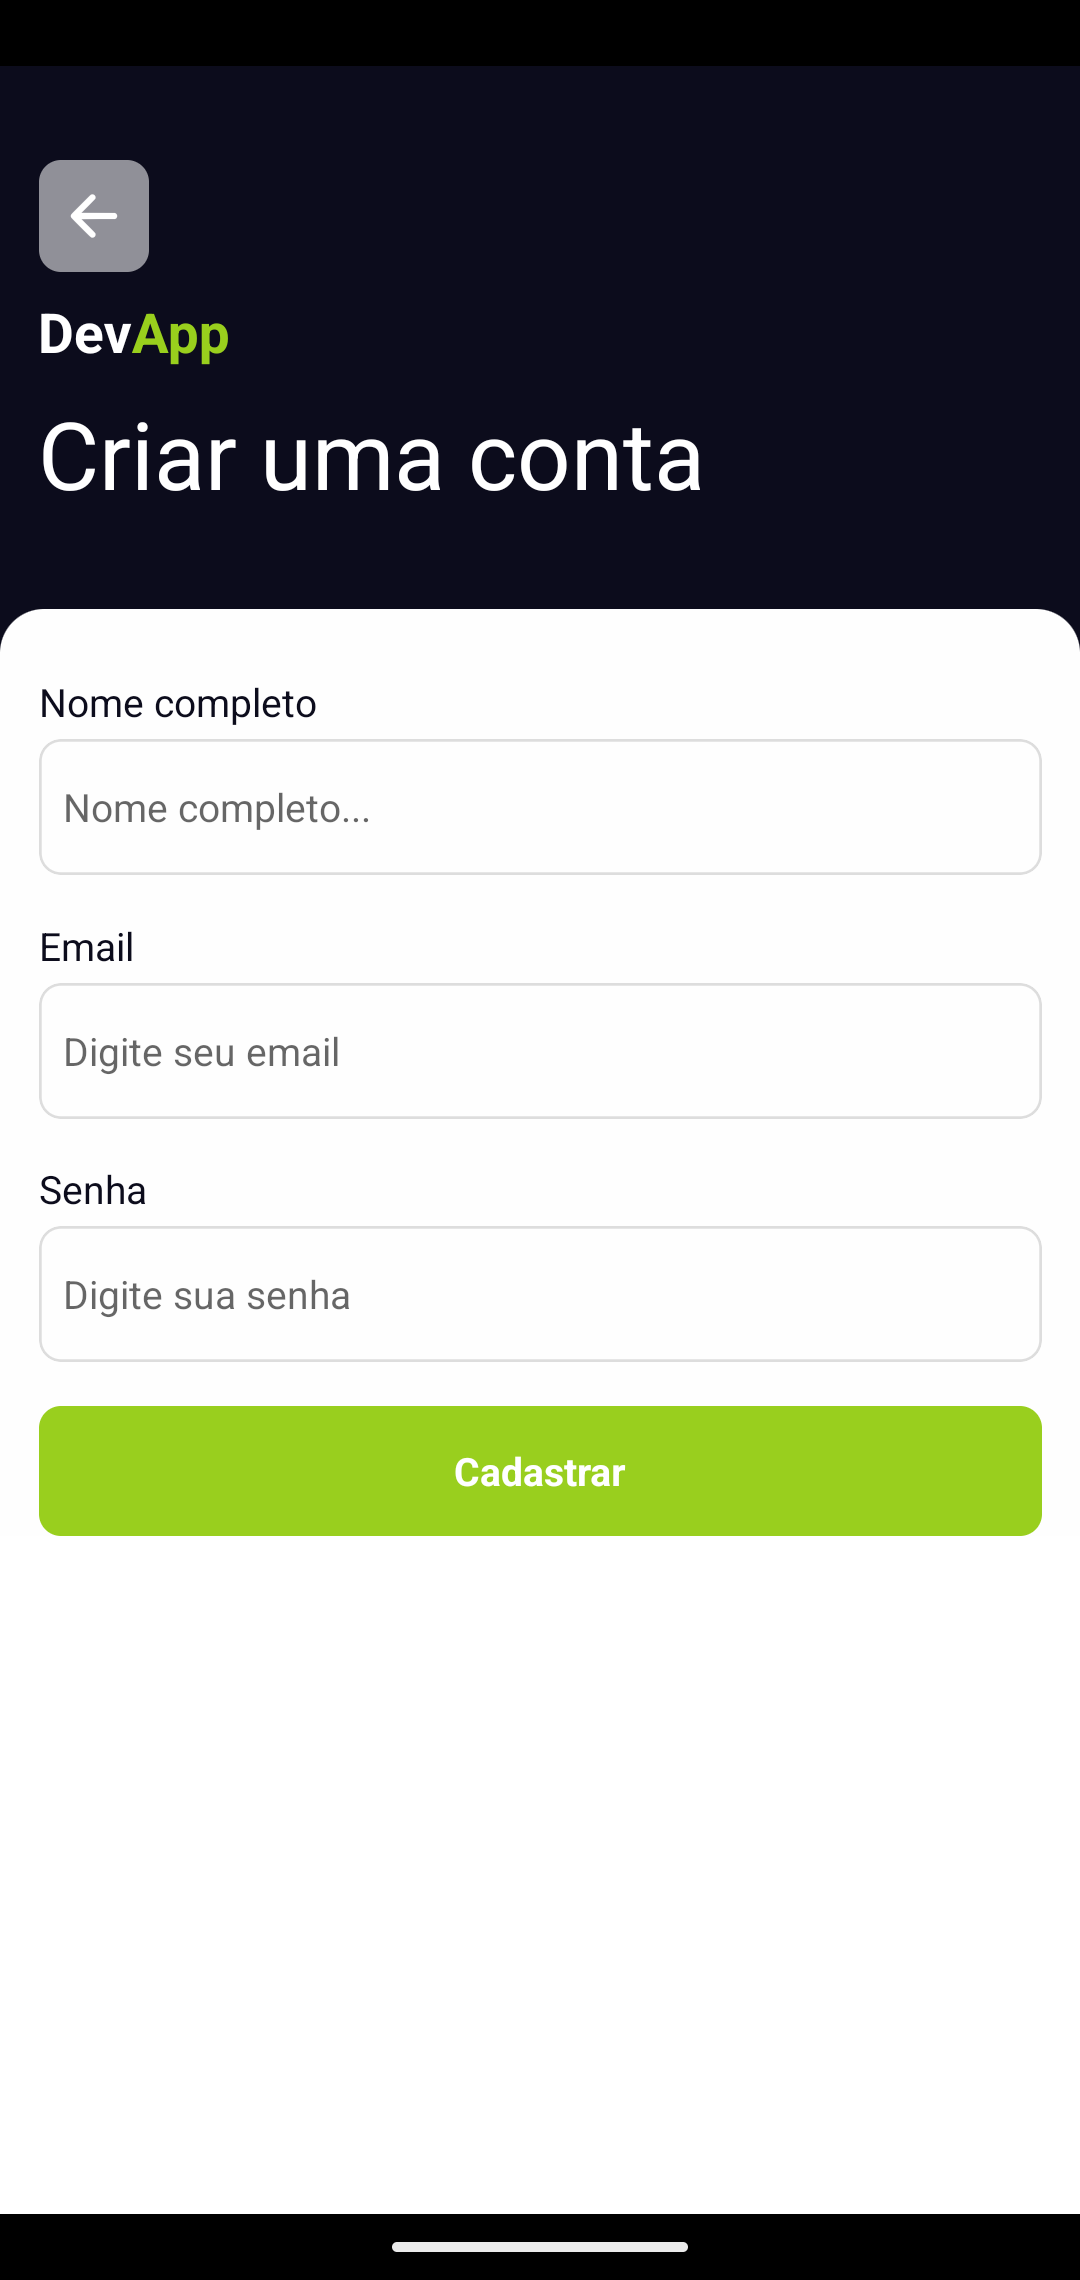 DevApp
Criar uma conta
Nome completo
Nome completo...
Email
Digite seu email
Senha
Digite sua senha
Cadastrar